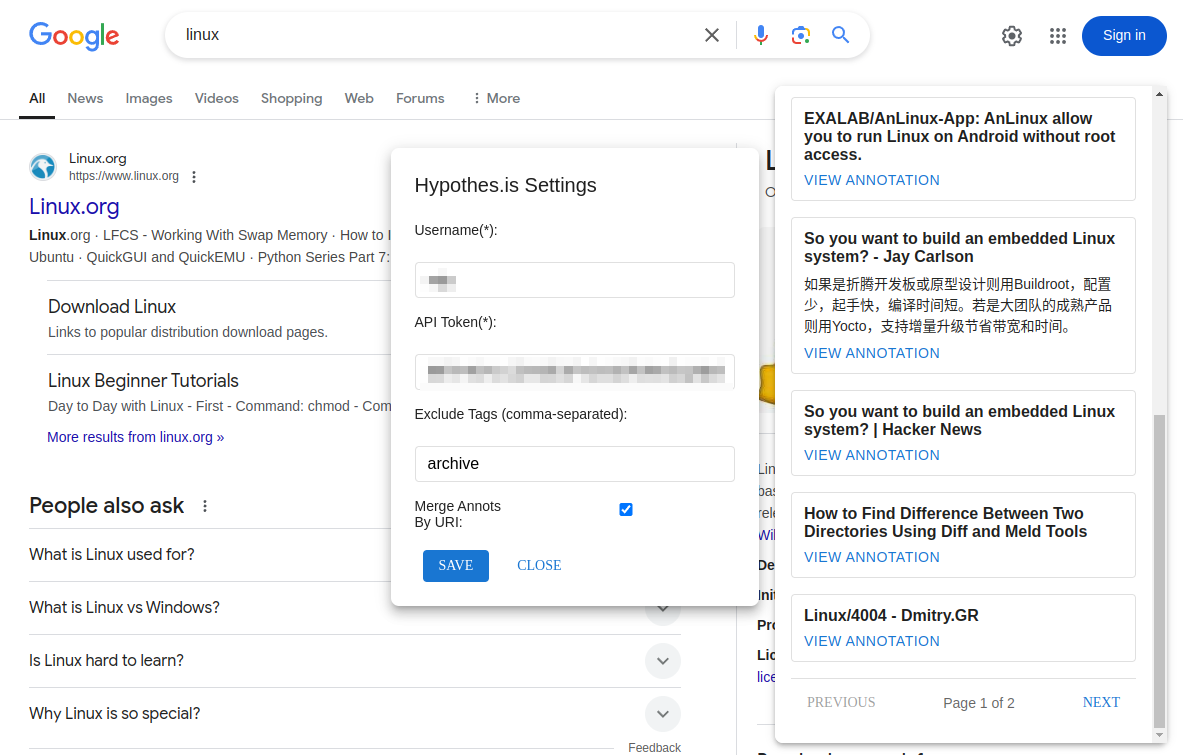 Google
linux
Sign in
All
News
Images
Videos
Shopping
Web
Forums
More
Linux.org
https://www.linux.org
Linux.org
Linux.org · LFCS - Working With Swap Memory · How to
Ubuntu · QuickGUI and QuickEMU · Python Series Part 7:
Download Linux
Links to popular distribution download pages.
Linux Beginner Tutorials
Day to Day with Linux - First - Command: chmod - Com
More results from linux.org »
People also ask
What is Linux used for?
What is Linux vs Windows?
Is Linux hard to learn?
Why Linux is so special?
Feedback
Hypothes.is Settings
Username(*):
API Token(*):
Exclude Tags (comma-separated):
archive
Merge Annots
By URI:
SAVE
CLOSE
EXALAB/AnLinux-App: AnLinux allow
you to run Linux on Android without root
access.
VIEW ANNOTATION
So you want to build an embedded Linux
system? - Jay Carlson
如果是折腾开发板或原型设计则用Buildroot，配置
少，起手快，编译时间短。若是大团队的成熟产品
则用Yocto，支持增量升级节省带宽和时间。
VIEW ANNOTATION
So you want to build an embedded Linux
system? | Hacker News
VIEW ANNOTATION
How to Find Difference Between Two
Directories Using Diff and Meld Tools
VIEW ANNOTATION
Linux/4004 - Dmitry.GR
VIEW ANNOTATION
PREVIOUS
Page 1 of 2
NEXT